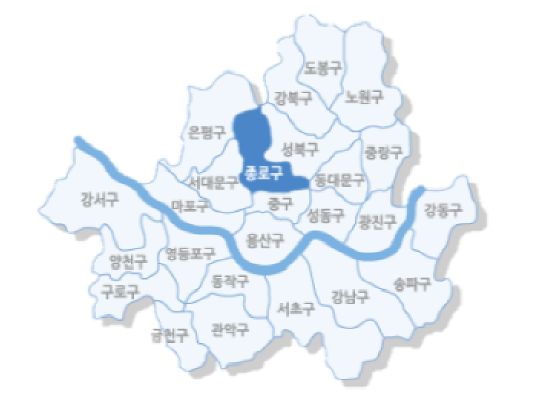 도봉구
강북구
노원구
은평구
성북구
중랑구
종로구
서대문구
동대문구
강서구
마포구
중구
성동구
광진구
강동구
용산구
양천구
영등포구
동작구
송파구
구로구
강남구
서초구
금천구
관악구